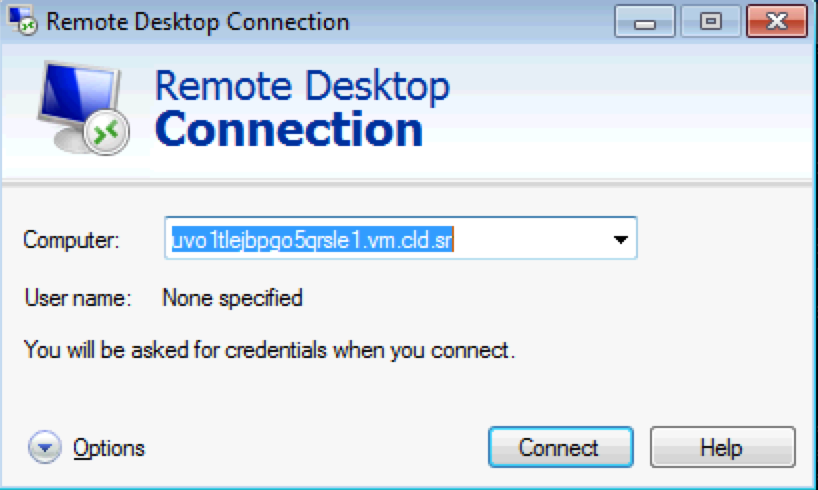 Remote Desktop Connection
Remote Desktop
Connection
Computer: uvo1tlejbpgo5qrsle1.vm.cld.sr
User name: None specified
You will be asked for credentials when you connect.
Options Connect Help